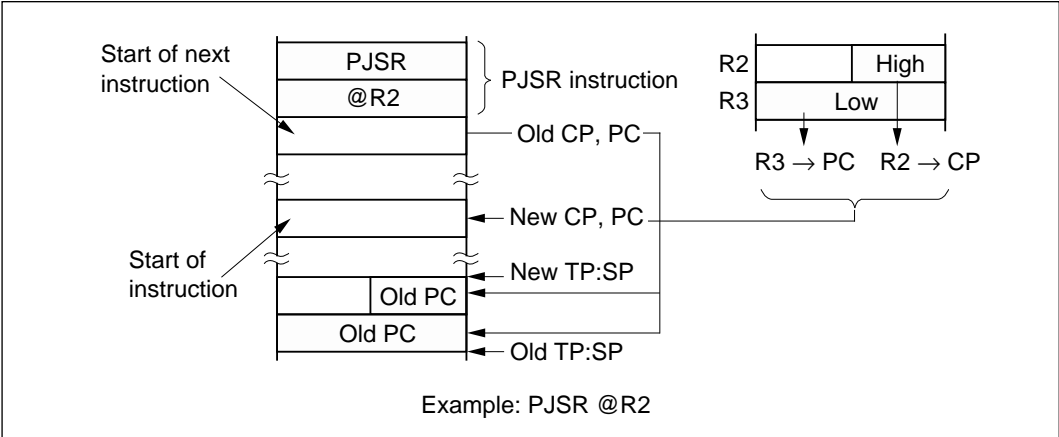 Start of next
instruction
PJSR
@R2
PJSR instruction
Old CP, PC
New CP, PC
Start of
instruction
New TP:SP
Old PC
Old PC
Old TP:SP
R2
High
R3
Low
R3 → PC
R2 → CP
Example: PJSR @R2